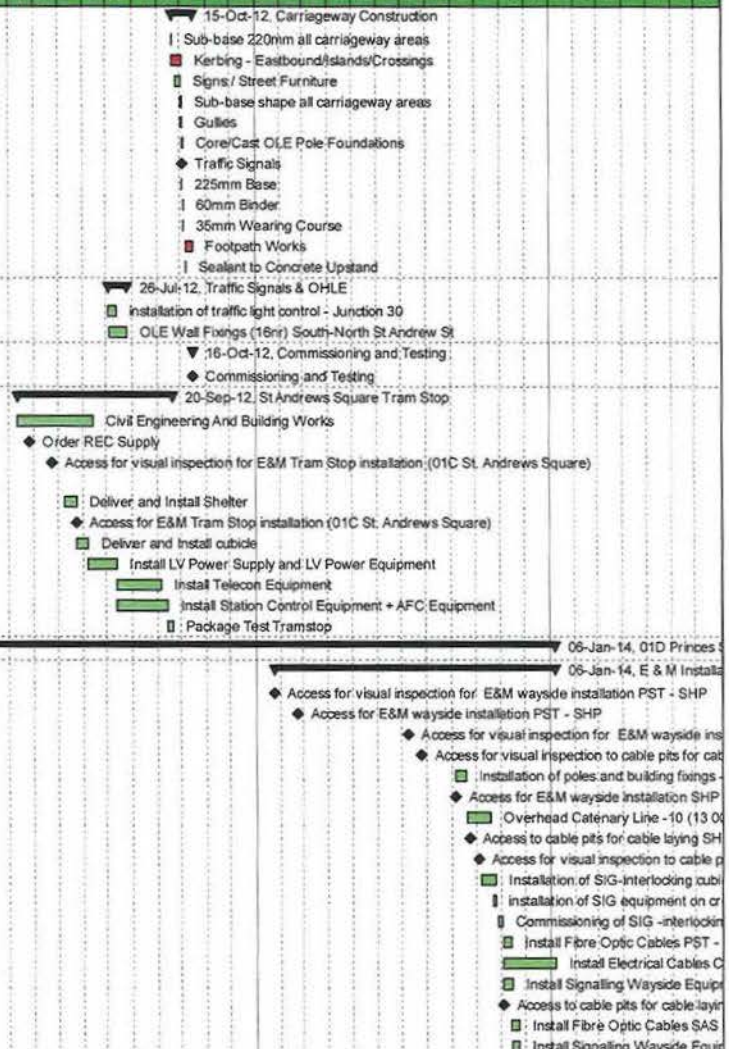 15-Oct-12, Carriageway Construction
Sub-base 220mm all carriageway areas
Kerbing - Eastbound/Islands/Crossings
Signs / Street Furniture
Sub-base shape all carriageway areas
Gullies
Core/Cast OLE Pole Foundations
Traffic Signals
225mm Base
60mm Binder
35mm Wearing Course
Footpath Works
Sealant to Concrete Upstand
26-Jul-12, Traffic Signals & OHLE
installation of traffic light control - Junction 30
OLE Wall Fixings (16nr) South-North St Andrew St
16-Oct-12, Commissioning and Testing
Commissioning and Testing
20-Sep-12, St Andrews Square Tram Stop
Civil Engineering And Building Works
Order REC Supply
Access for visual inspection for E&M Tram Stop installation (01C St. Andrews Square)
Deliver and Install Shelter
Access for E&M Tram Stop installation (01C St. Andrews Square)
Deliver and Install cubicle
Install LV Power Supply and LV Power Equipment
Install Telecon Equipment
Install Station Control Equipment + AFC Equipment
Package Test Tramstop
06-Jan-14, 01D Princes S
06-Jan-14, E & M Installa
Access for visual inspection for E&M wayside installation PST - SHP
Access for E&M wayside installation PST - SHP
Access for visual inspection for E&M wayside ins
Access for visual inspection to cable pits for cab
Installation of poles and building fixings -
Access for E&M wayside installation SHP
Overhead Catenary Line -10 (13 00
Access to cable pits for cable laying SH
Access for visual inspection to cable p
Installation of SIG-Interlocking cubi
installation of SIG equipment on cr
Commissioning of SIG -interlockin
Install Fibre Optic Cables PST -
Install Electrical Cables C
Install Signalling Wayside Equip
Access to cable pits for cable layin
Install Fibre Optic Cables SAS
Install Signalling Wayside Equip